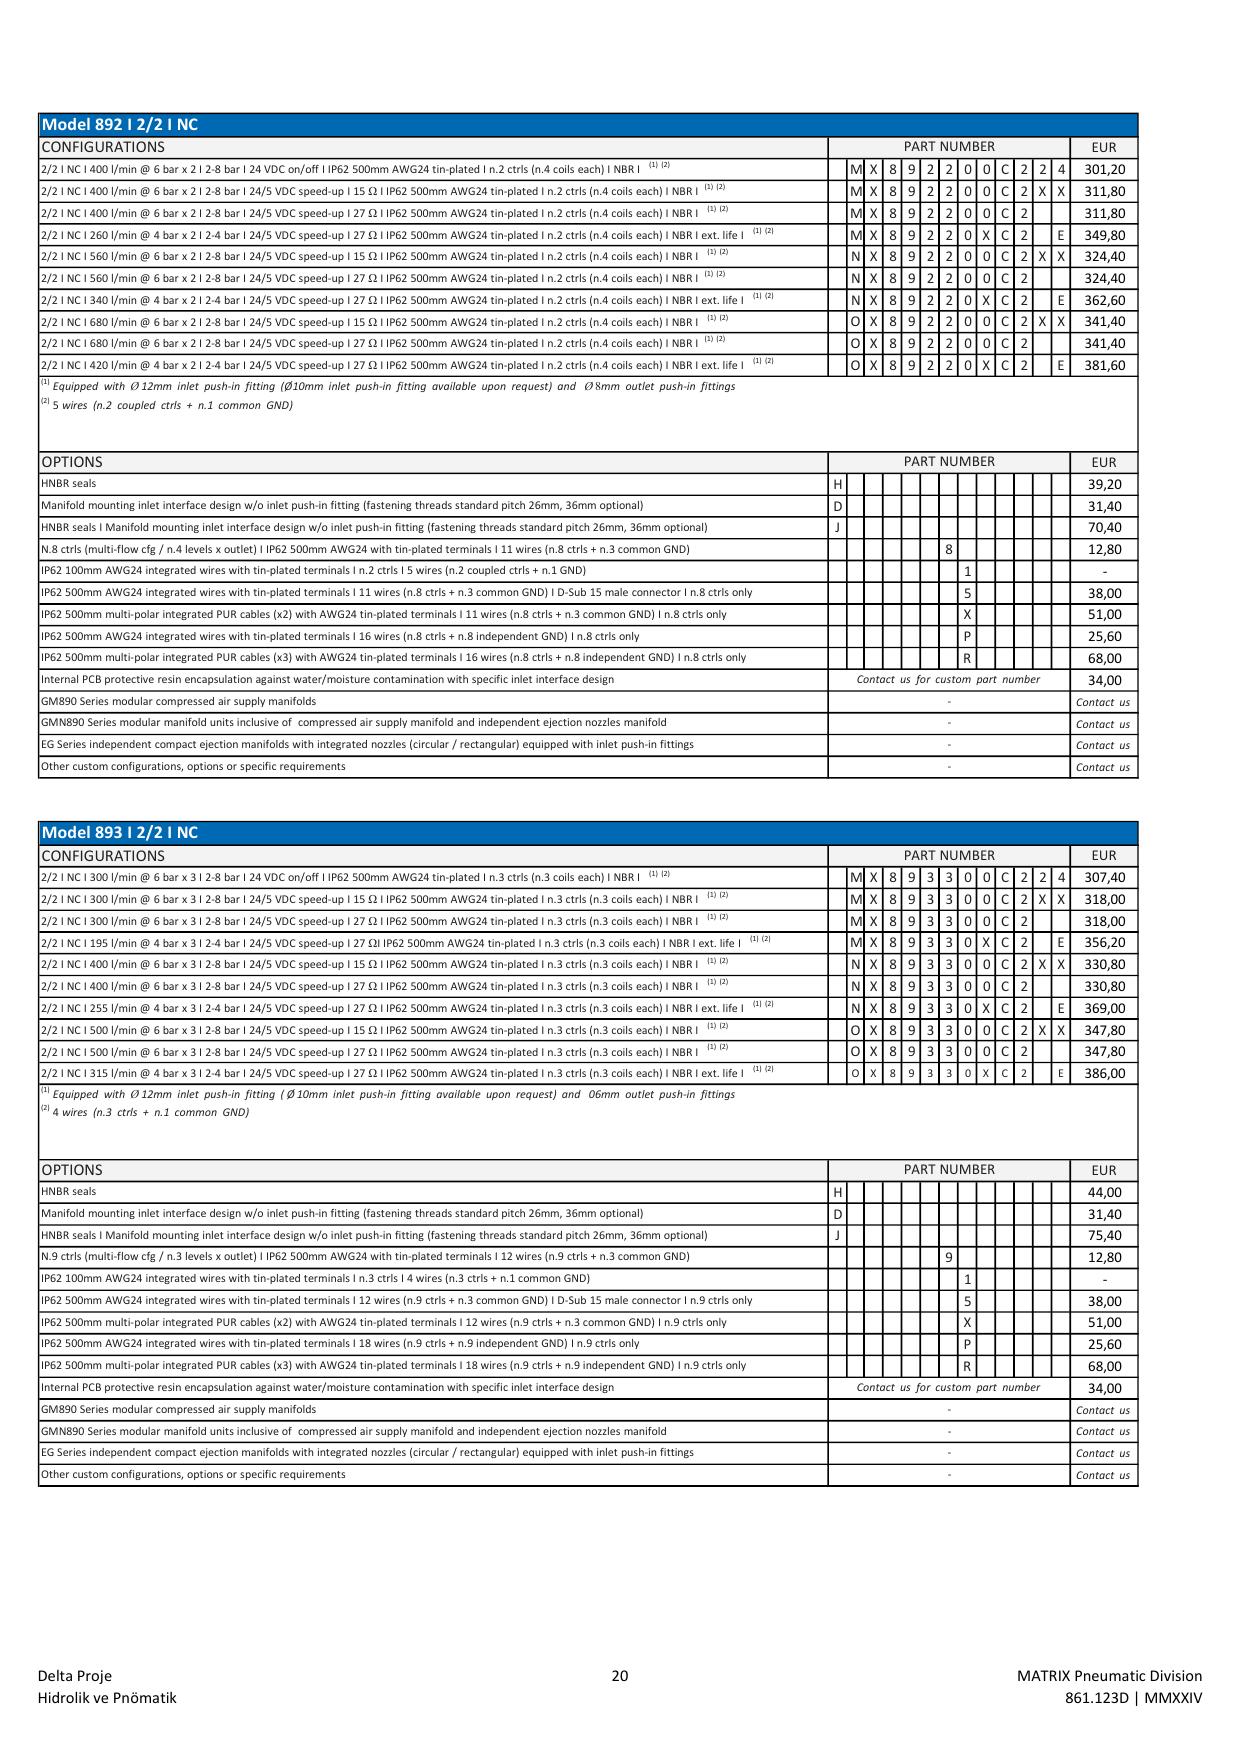 Model 892 I 2/2 I NC
CONFIGURATIONS PART NUMBER EUR
2/2 I NC I 400 l/min @ 6 bar x 2 I 2-8 bar I 24 VDC on/off I IP62 500mm AWG24 tin-plated I n.2 ctrls (n.4 coils each) I NBR I (1) (2) M X 8 9 2 2 0 0 C 2 2 4 301,20
2/2 I NC I 400 l/min @ 6 bar x 2 I 2-8 bar I 24/5 VDC speed-up I 15 Ω I IP62 500mm AWG24 tin-plated I n.2 ctrls (n.4 coils each) I NBR I (1) (2) M X 8 9 2 2 0 0 C 2 X X 311,80
2/2 I NC I 400 l/min @ 6 bar x 2 I 2-8 bar I 24/5 VDC speed-up I 27 Ω I IP62 500mm AWG24 tin-plated I n.2 ctrls (n.4 coils each) I NBR I (1) (2) M X 8 9 2 2 0 0 C 2 311,80
2/2 I NC I 260 l/min @ 4 bar x 2 I 2-4 bar I 24/5 VDC speed-up I 27 Ω I IP62 500mm AWG24 tin-plated I n.2 ctrls (n.4 coils each) I NBR I ext. life I (1) (2) M X 8 9 2 2 0 X C 2 E 349,80
2/2 I NC I 560 l/min @ 6 bar x 2 I 2-8 bar I 24/5 VDC speed-up I 15 Ω I IP62 500mm AWG24 tin-plated I n.2 ctrls (n.4 coils each) I NBR I (1) (2) N X 8 9 2 2 0 0 C 2 X X 324,40
2/2 I NC I 560 l/min @ 6 bar x 2 I 2-8 bar I 24/5 VDC speed-up I 27 Ω I IP62 500mm AWG24 tin-plated I n.2 ctrls (n.4 coils each) I NBR I (1) (2) N X 8 9 2 2 0 0 C 2 324,40
2/2 I NC I 340 l/min @ 4 bar x 2 I 2-4 bar I 24/5 VDC speed-up I 27 Ω I IP62 500mm AWG24 tin-plated I n.2 ctrls (n.4 coils each) I NBR I ext. life I (1) (2) N X 8 9 2 2 0 X C 2 E 362,60
2/2 I NC I 680 l/min @ 6 bar x 2 I 2-8 bar I 24/5 VDC speed-up I 15 Ω I IP62 500mm AWG24 tin-plated I n.2 ctrls (n.4 coils each) I NBR I (1) (2) O X 8 9 2 2 0 0 C 2 X X 341,40
2/2 I NC I 680 l/min @ 6 bar x 2 I 2-8 bar I 24/5 VDC speed-up I 27 Ω I IP62 500mm AWG24 tin-plated I n.2 ctrls (n.4 coils each) I NBR I (1) (2) O X 8 9 2 2 0 0 C 2 341,40
2/2 I NC I 420 l/min @ 4 bar x 2 I 2-4 bar I 24/5 VDC speed-up I 27 Ω I IP62 500mm AWG24 tin-plated I n.2 ctrls (n.4 coils each) I NBR I ext. life I (1) (2) O X 8 9 2 2 0 X C 2 E 381,60
(1) Equipped with Ø12mm inlet push-in fitting (Ø10mm inlet push-in fitting available upon request) and Ø8mm outlet push-in fittings
(2) 5 wires (n.2 coupled ctrls + n.1 common GND)
OPTIONS PART NUMBER EUR
HNBR seals H 39,20
Manifold mounting inlet interface design w/o inlet push-in fitting (fastening threads standard pitch 26mm, 36mm optional) D 31,40
HNBR seals I Manifold mounting inlet interface design w/o inlet push-in fitting (fastening threads standard pitch 26mm, 36mm optional) J 70,40
N.8 ctrls (multi-flow cfg / n.4 levels x outlet) I IP62 500mm AWG24 with tin-plated terminals I 11 wires (n.8 ctrls + n.3 common GND) 8 12,80
IP62 100mm AWG24 integrated wires with tin-plated terminals I n.2 ctrls I 5 wires (n.2 coupled ctrls + n.1 GND) 1 -
IP62 500mm AWG24 integrated wires with tin-plated terminals I 11 wires (n.8 ctrls + n.3 common GND) I D-Sub 15 male connector I n.8 ctrls only 5 38,00
IP62 500mm multi-polar integrated PUR cables (x2) with AWG24 tin-plated terminals I 11 wires (n.8 ctrls + n.3 common GND) I n.8 ctrls only X 51,00
IP62 500mm AWG24 integrated wires with tin-plated terminals I 16 wires (n.8 ctrls + n.8 independent GND) I n.8 ctrls only P 25,60
IP62 500mm multi-polar integrated PUR cables (x3) with AWG24 tin-plated terminals I 16 wires (n.8 ctrls + n.8 independent GND) I n.8 ctrls only R 68,00
Internal PCB protective resin encapsulation against water/moisture contamination with specific inlet interface design Contact us for custom part number 34,00
GM890 Series modular compressed air supply manifolds - Contact us
GMN890 Series modular manifold units inclusive of compressed air supply manifold and independent ejection nozzles manifold - Contact us
EG Series independent compact ejection manifolds with integrated nozzles (circular / rectangular) equipped with inlet push-in fittings - Contact us
Other custom configurations, options or specific requirements - Contact us
Model 893 I 2/2 I NC
CONFIGURATIONS PART NUMBER EUR
2/2 I NC I 300 l/min @ 6 bar x 3 I 2-8 bar I 24 VDC on/off I IP62 500mm AWG24 tin-plated I n.3 ctrls (n.3 coils each) I NBR I (1) (2) M X 8 9 3 3 0 0 C 2 2 4 307,40
2/2 I NC I 300 l/min @ 6 bar x 3 I 2-8 bar I 24/5 VDC speed-up I 15 Ω I IP62 500mm AWG24 tin-plated I n.3 ctrls (n.3 coils each) I NBR I (1) (2) M X 8 9 3 3 0 0 C 2 X X 318,00
2/2 I NC I 300 l/min @ 6 bar x 3 I 2-8 bar I 24/5 VDC speed-up I 27 Ω I IP62 500mm AWG24 tin-plated I n.3 ctrls (n.3 coils each) I NBR I (1) (2) M X 8 9 3 3 0 0 C 2 318,00
2/2 I NC I 195 l/min @ 4 bar x 3 I 2-4 bar I 24/5 VDC speed-up I 27 ΩI IP62 500mm AWG24 tin-plated I n.3 ctrls (n.3 coils each) I NBR I ext. life I (1) (2) M X 8 9 3 3 0 X C 2 E 356,20
2/2 I NC I 400 l/min @ 6 bar x 3 I 2-8 bar I 24/5 VDC speed-up I 15 Ω I IP62 500mm AWG24 tin-plated I n.3 ctrls (n.3 coils each) I NBR I (1) (2) N X 8 9 3 3 0 0 C 2 X X 330,80
2/2 I NC I 400 l/min @ 6 bar x 3 I 2-8 bar I 24/5 VDC speed-up I 27 Ω I IP62 500mm AWG24 tin-plated I n.3 ctrls (n.3 coils each) I NBR I (1) (2) N X 8 9 3 3 0 0 C 2 330,80
2/2 I NC I 255 l/min @ 4 bar x 3 I 2-4 bar I 24/5 VDC speed-up I 27 Ω I IP62 500mm AWG24 tin-plated I n.3 ctrls (n.3 coils each) I NBR I ext. life I (1) (2) N X 8 9 3 3 0 X C 2 E 369,00
2/2 I NC I 500 l/min @ 6 bar x 3 I 2-8 bar I 24/5 VDC speed-up I 15 Ω I IP62 500mm AWG24 tin-plated I n.3 ctrls (n.3 coils each) I NBR I (1) (2) O X 8 9 3 3 0 0 C 2 X X 347,80
2/2 I NC I 500 l/min @ 6 bar x 3 I 2-8 bar I 24/5 VDC speed-up I 27 Ω I IP62 500mm AWG24 tin-plated I n.3 ctrls (n.3 coils each) I NBR I (1) (2) O X 8 9 3 3 0 0 C 2 347,80
2/2 I NC I 315 l/min @ 4 bar x 3 I 2-4 bar I 24/5 VDC speed-up I 27 Ω I IP62 500mm AWG24 tin-plated I n.3 ctrls (n.3 coils each) I NBR I ext. life I (1) (2) O X 8 9 3 3 0 X C 2 E 386,00
(1) Equipped with Ø12mm inlet push-in fitting (Ø10mm inlet push-in fitting available upon request) and 06mm outlet push-in fittings
(2) 4 wires (n.3 ctrls + n.1 common GND)
OPTIONS PART NUMBER EUR
HNBR seals H 44,00
Manifold mounting inlet interface design w/o inlet push-in fitting (fastening threads standard pitch 26mm, 36mm optional) D 31,40
HNBR seals I Manifold mounting inlet interface design w/o inlet push-in fitting (fastening threads standard pitch 26mm, 36mm optional) J 75,40
N.9 ctrls (multi-flow cfg / n.3 levels x outlet) I IP62 500mm AWG24 with tin-plated terminals I 12 wires (n.9 ctrls + n.3 common GND) 9 12,80
IP62 100mm AWG24 integrated wires with tin-plated terminals I n.3 ctrls I 4 wires (n.3 ctrls + n.1 common GND) 1 -
IP62 500mm AWG24 integrated wires with tin-plated terminals I 12 wires (n.9 ctrls + n.3 common GND) I D-Sub 15 male connector I n.9 ctrls only 5 38,00
IP62 500mm multi-polar integrated PUR cables (x2) with AWG24 tin-plated terminals I 12 wires (n.9 ctrls + n.3 common GND) I n.9 ctrls only X 51,00
IP62 500mm AWG24 integrated wires with tin-plated terminals I 18 wires (n.9 ctrls + n.9 independent GND) I n.9 ctrls only P 25,60
IP62 500mm multi-polar integrated PUR cables (x3) with AWG24 tin-plated terminals I 18 wires (n.9 ctrls + n.9 independent GND) I n.9 ctrls only R 68,00
Internal PCB protective resin encapsulation against water/moisture contamination with specific inlet interface design Contact us for custom part number 34,00
GM890 Series modular compressed air supply manifolds - Contact us
GMN890 Series modular manifold units inclusive of compressed air supply manifold and independent ejection nozzles manifold - Contact us
EG Series independent compact ejection manifolds with integrated nozzles (circular / rectangular) equipped with inlet push-in fittings - Contact us
Other custom configurations, options or specific requirements - Contact us
Delta Proje 20 MATRIX Pneumatic Division
Hidrolik ve Pnömatik 861.123D | MMXXIV